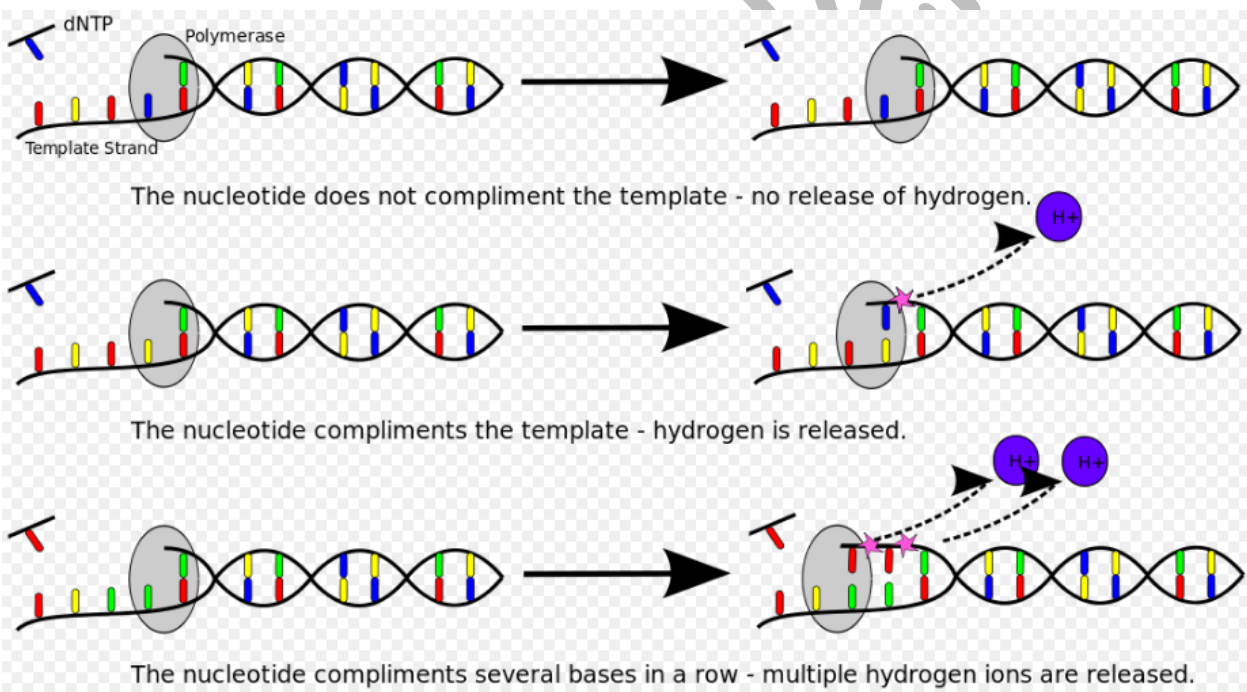 dNTP
Polymerase
Template Strand
The nucleotide does not compliment the template - no release of hydrogen.
H+
The nucleotide compliments the template - hydrogen is released.
H+
H+
The nucleotide compliments several bases in a row - multiple hydrogen ions are released.